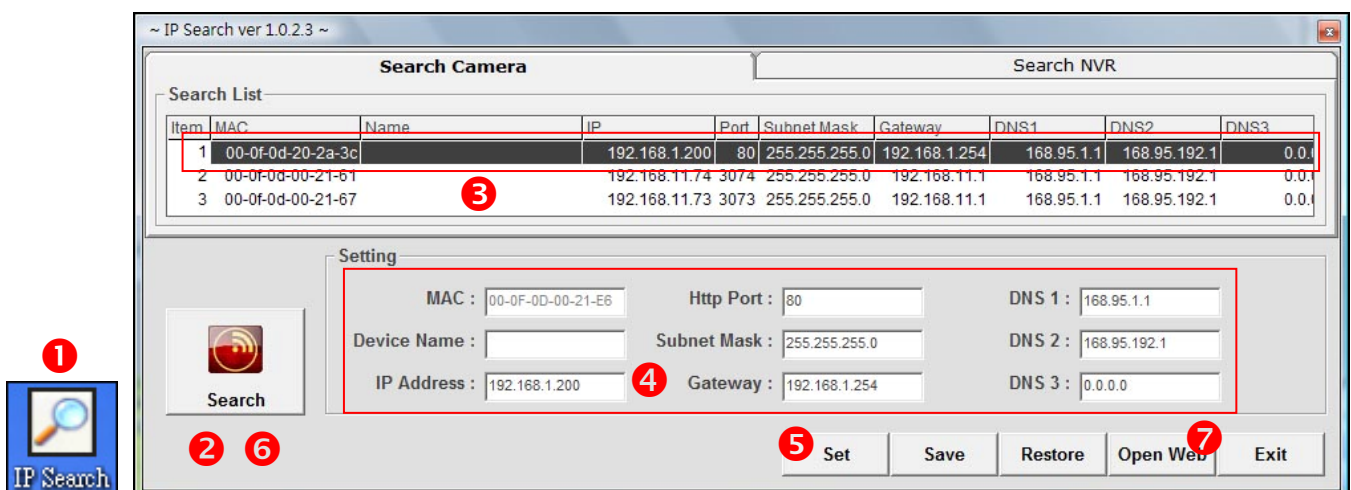 ~ IP Search ver 1.0.2.3 ~
Search Camera Search NVR
Search List
Item MAC Name IP Port Subnet Mask Gateway DNS1 DNS2 DNS3
1 00-0f-0d-20-2a-3c 192.168.1.200 80 255.255.255.0 192.168.1.254 168.95.1.1 168.95.192.1 0.0.
2 00-0f-0d-00-21-61 192.168.11.74 3074 255.255.255.0 192.168.11.1 168.95.1.1 168.95.192.1 0.0.
3 00-0f-0d-00-21-67 192.168.11.73 3073 255.255.255.0 192.168.11.1 168.95.1.1 168.95.192.1 0.0.
3
Setting
MAC : 00-0F-0D-00-21-E6 Http Port : 80 DNS 1 : 168.95.1.1
Device Name : Subnet Mask : 255.255.255.0 DNS 2 : 168.95.192.1
IP Address : 192.168.1.200 4 Gateway : 192.168.1.254 DNS 3 : 0.0.0.0
1
Search
2 6
5 Set Save Restore Open Web 7 Exit
IP Search